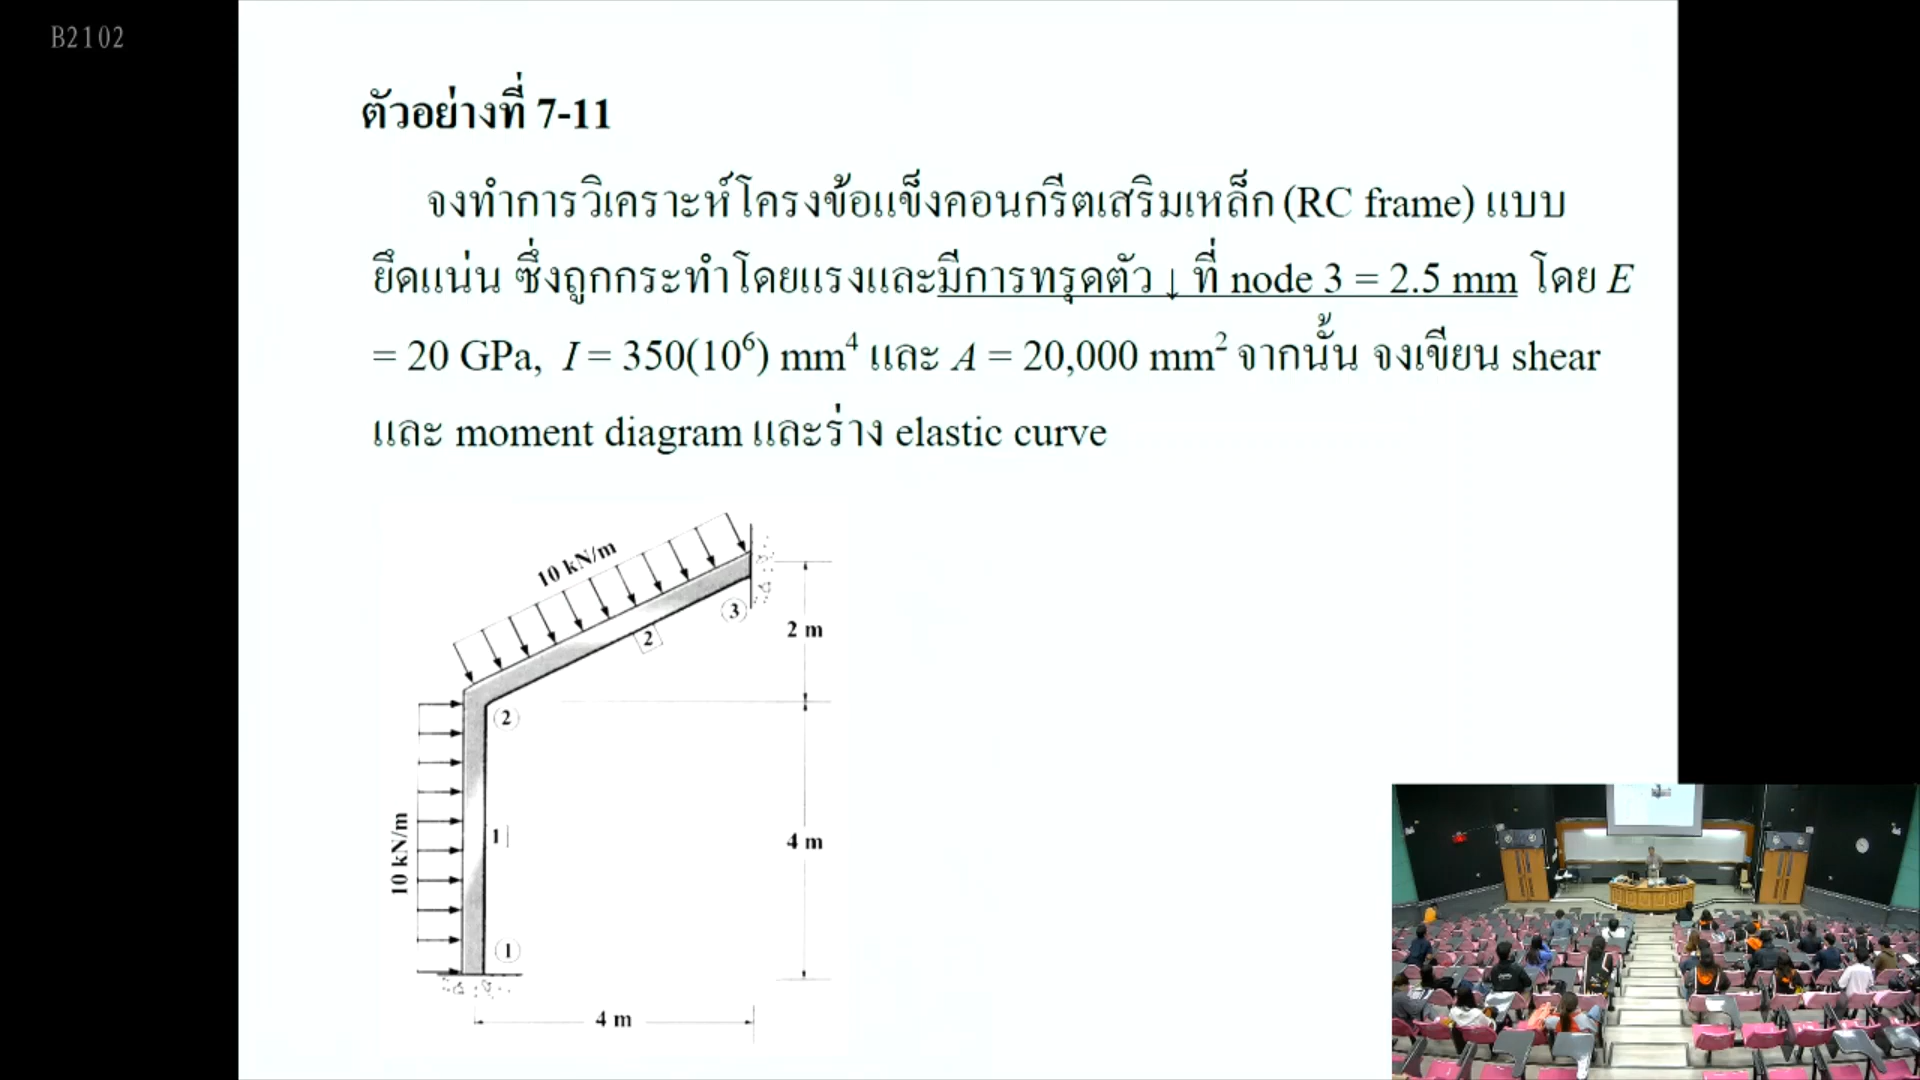 B2102
ตัวอย่างที่ 7-11
จงทำการวิเคราะห์โครงข้อแข็งคอนกรีตเสริมเหล็ก (RC frame) แบบ
ยึดแน่น ซึ่งถูกกระทำโดยแรงและมีการทรุดตัว ↓ ที่ node 3 = 2.5 mm โดย E
= 20 GPa, I = 350(10⁶) mm⁴ และ A = 20,000 mm² จากนั้น จงเขียน shear
และ moment diagram และร่าง elastic curve
10 kN/m
3
2
2 m
2
10 kN/m
1
4 m
1
4 m